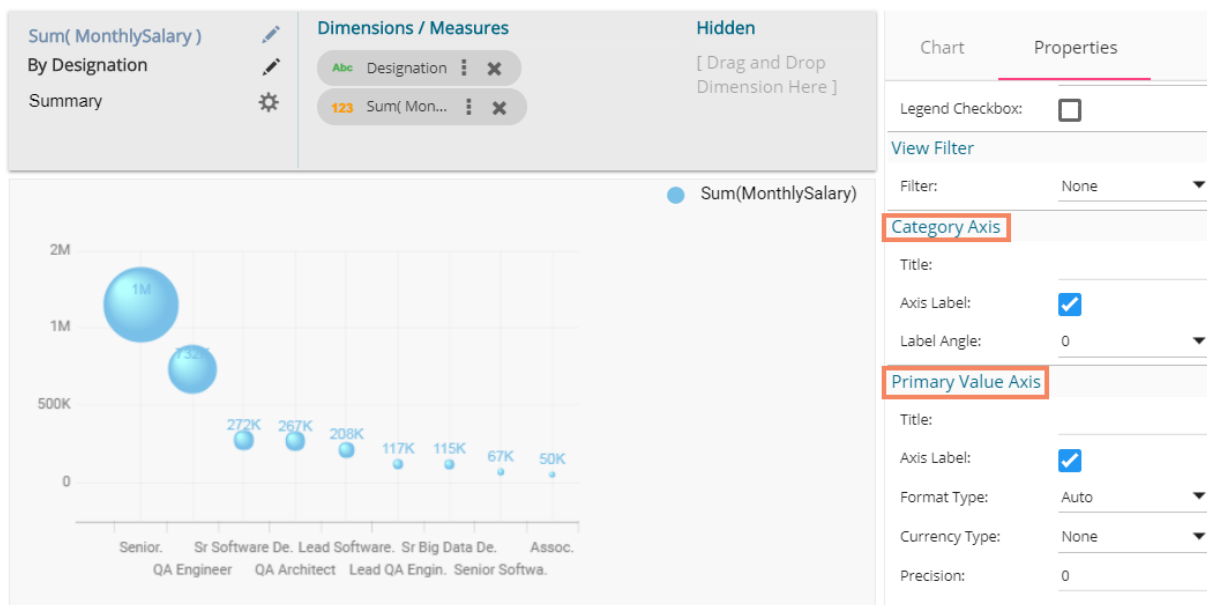 Sum( MonthlySalary )
By Designation
Summary
Dimensions / Measures
Abc Designation
123 Sum( Mon...
Hidden
[ Drag and Drop
Dimension Here ]
Chart Properties
Legend Checkbox:
View Filter
Filter: None
Category Axis
Title:
Axis Label:
Label Angle: 0
Primary Value Axis
Title:
Axis Label:
Format Type: Auto
Currency Type: None
Precision: 0
Sum(MonthlySalary)
2M
1M
500K
0
1M
732K
272K 267K 208K 117K 115K 67K 50K
Senior. Sr Software De. Lead Software. Sr Big Data De. Assoc.
QA Engineer QA Architect Lead QA Engin. Senior Softwa.